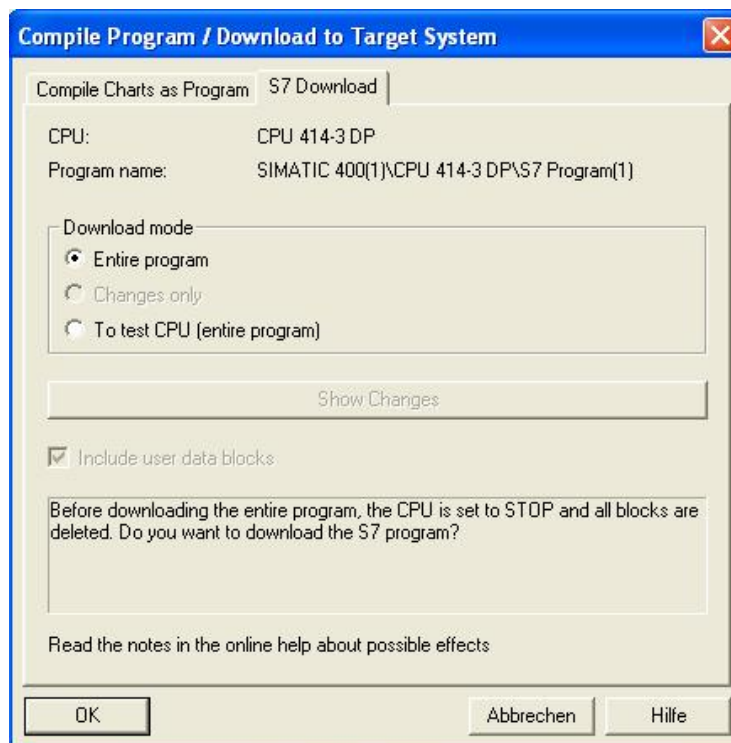 Compile Program / Download to Target System
Compile Charts as Program S7 Download
CPU: CPU 414-3 DP
Program name: SIMATIC 400(1)\CPU 414-3 DP\S7 Program(1)
Download mode
Entire program
Changes only
To test CPU (entire program)
Show Changes
Include user data blocks
Before downloading the entire program, the CPU is set to STOP and all blocks are
deleted. Do you want to download the S7 program?
Read the notes in the online help about possible effects
OK Abbrechen Hilfe